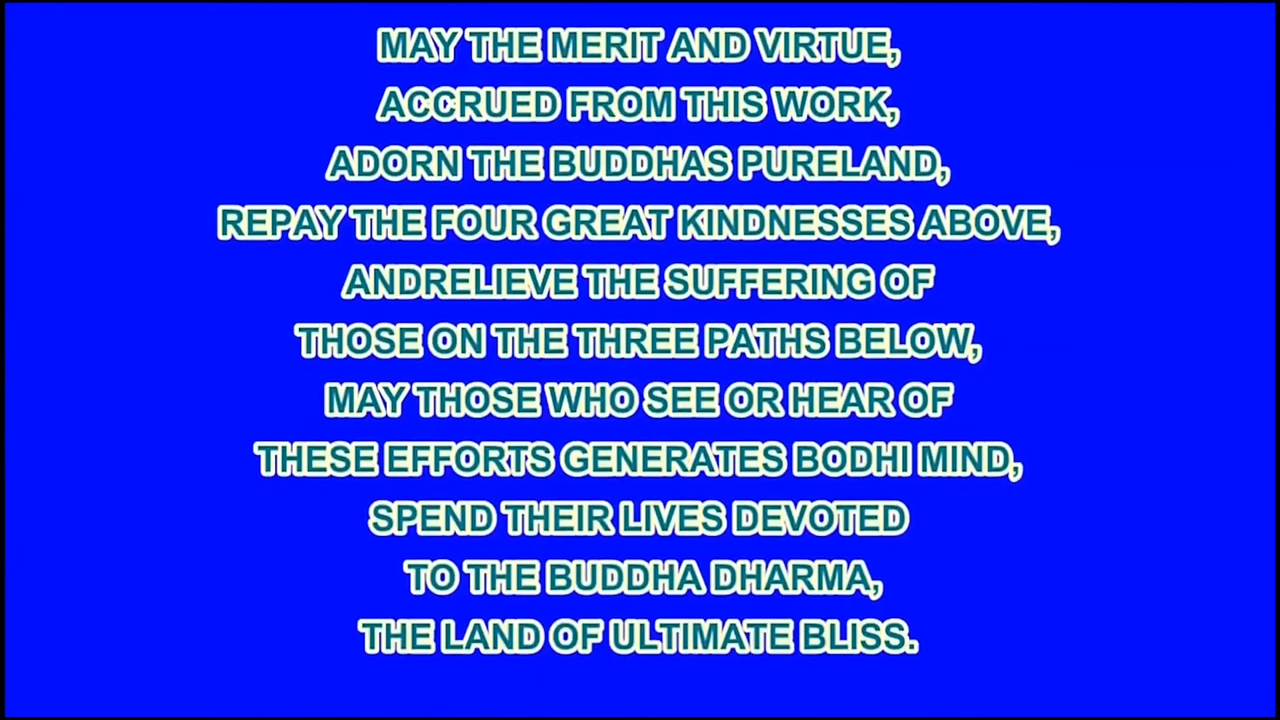 MAY THE MERIT AND VIRTUE,
ACCRUED FROM THIS WORK,
ADORN THE BUDDHAS PURELAND,
REPAY THE FOUR GREAT KINDNESSES ABOVE,
ANDRELIEVE THE SUFFERING OF
THOSE ON THE THREE PATHS BELOW,
MAY THOSE WHO SEE OR HEAR OF
THESE EFFORTS GENERATES BODHI MIND,
SPEND THEIR LIVES DEVOTED
TO THE BUDDHA DHARMA,
THE LAND OF ULTIMATE BLISS.